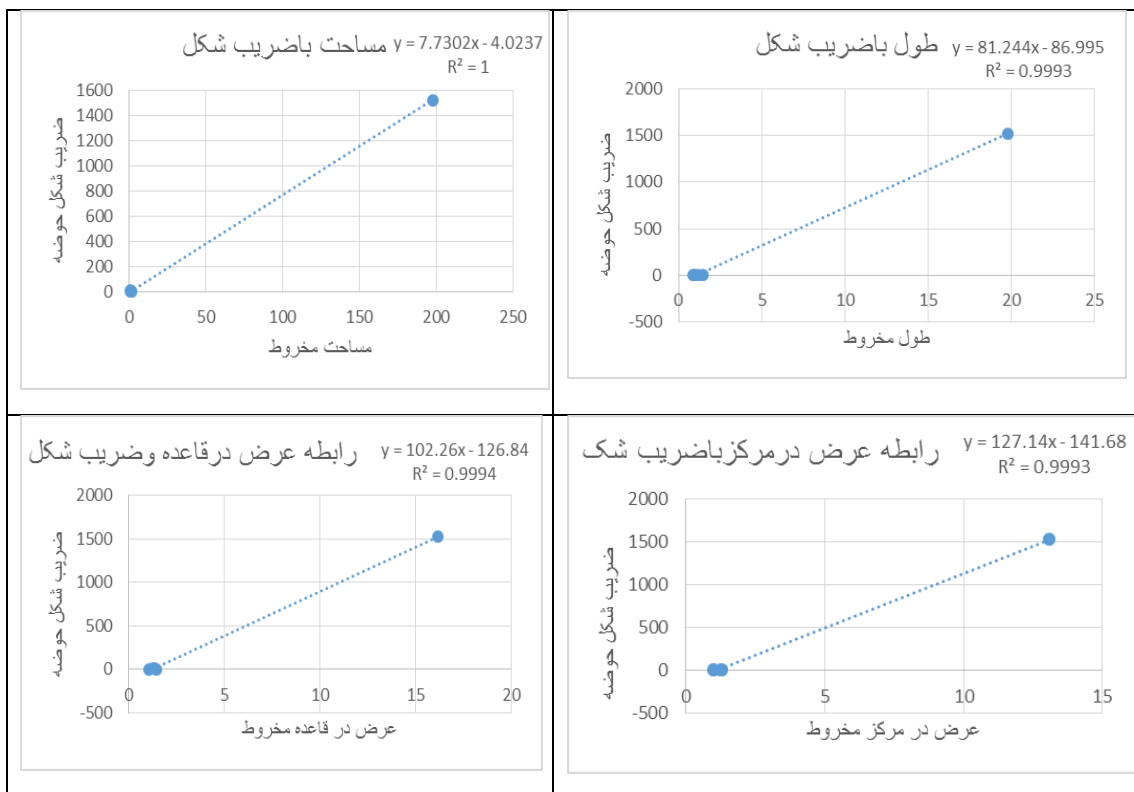 مساحت باضریب شکل
y = 7.7302x - 4.0237
R² = 1
ضریب شکل حوضه
1600
1400
1200
1000
800
600
400
200
0
0 50 100 150 200 250
مساحت مخروط
طول باضریب شکل
y = 81.244x - 86.995
R² = 0.9993
ضریب شکل حوضه
2000
1500
1000
500
0
-500
0 5 10 15 20 25
طول مخروط
رابطه عرض درقاعده وضریب شکل
y = 102.26x - 126.84
R² = 0.9994
ضریب شکل حوضه
2000
1500
1000
500
0
-500
0 5 10 15 20
عرض در قاعده مخروط
رابطه عرض درمرکزباضریب شک
y = 127.14x - 141.68
R² = 0.9993
ضریب شکل حوضه
2000
1500
1000
500
0
-500
0 5 10 15
عرض در مرکز مخروط